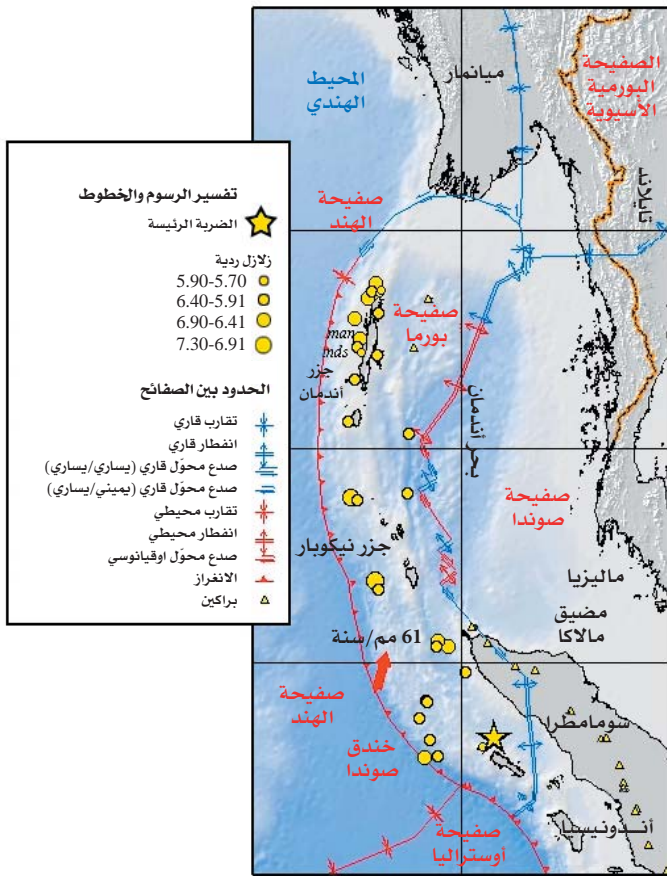 المحيط
الهندي
ميانمار
الصفيحة
البورمية
الأسيوية
تايلاند
صفيحة
الهند
صفيحة
بورما
man
nds
جزر
أندمان
بحر أندمان
صفيحة
صوندا
جزر نيكوبار
ماليزيا
مضيق
مالاكا
61 مم/سنة
صفيحة
الهند
سومامطرا
خندق
صوندا
أندونيسيا
صفيحة
أوستراليا
تفسير الرسوم والخطوط
الضربة الرئيسة
زلازل ردية
5.90-5.70
6.40-5.91
6.90-6.41
7.30-6.91
الحدود بين الصفائح
تقارب قاري
انفطار قاري
صدع محوّل قاري (يساري/يساري)
صدع محوّل قاري (يميني/يساري)
تقارب محيطي
انفطار محيطي
صدع محوّل اوقيانوسي
الانغراز
براكين